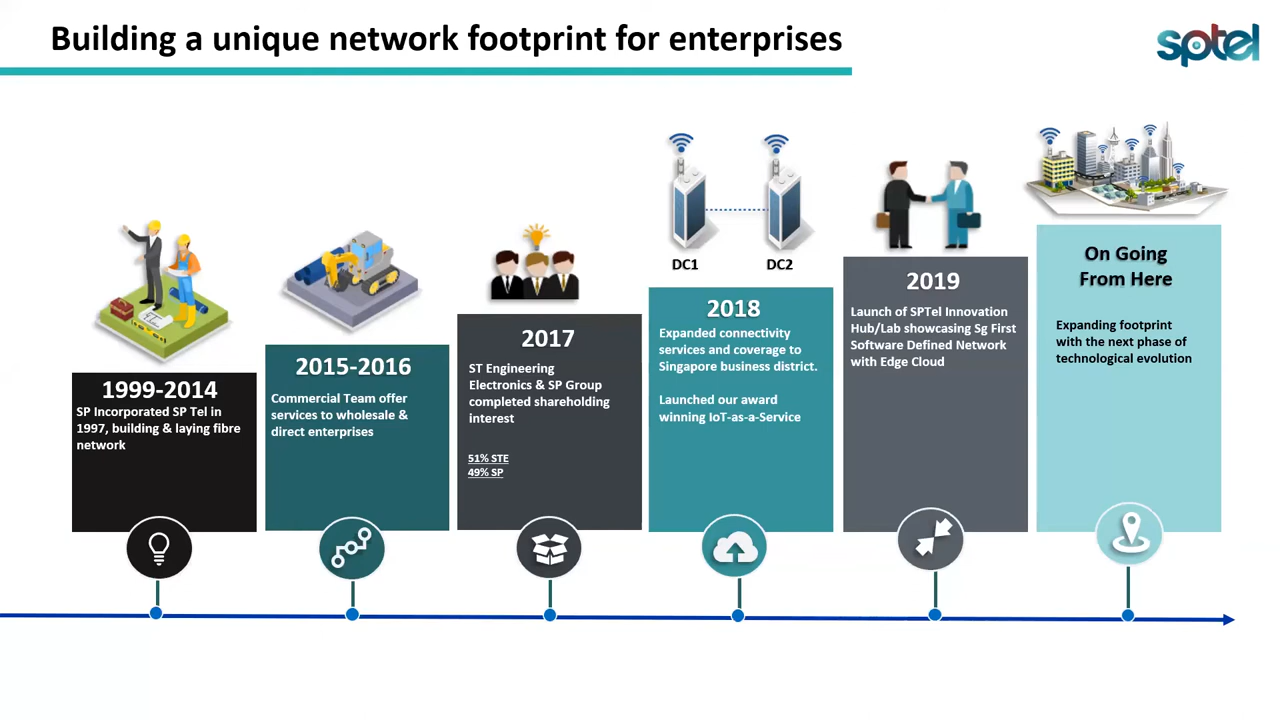 Building a unique network footprint for enterprises
sptel
DC1
DC2
1999-2014
SP Incorporated SP Tel in
1997, building & laying fibre
network
2015-2016
Commercial Team offer
services to wholesale &
direct enterprises
2017
ST Engineering
Electronics & SP Group
completed shareholding
interest
51% STE
49% SP
2018
Expanded connectivity
services and coverage to
Singapore business district.
Launched our award
winning IoT-as-a-Service
2019
Launch of SPTel Innovation
Hub/Lab showcasing Sg First
Software Defined Network
with Edge Cloud
On Going
From Here
Expanding footprint
with the next phase of
technological evolution